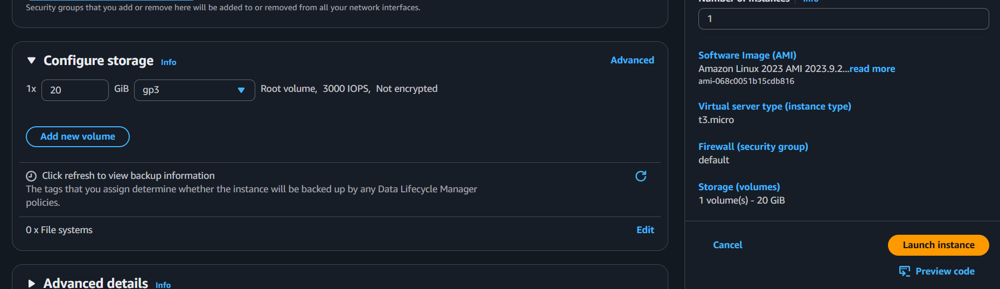 Security groups that you add or remove here will be added to or removed from all your network interfaces.
Configure storage Info
Advanced
1x 20 GiB gp3 Root volume, 3000 IOPS, Not encrypted
Add new volume
Click refresh to view backup information
The tags that you assign determine whether the instance will be backed up by any Data Lifecycle Manager
policies.
0 x File systems
Edit
Advanced details Info
Number of instances Info
1
Software Image (AMI)
Amazon Linux 2023 AMI 2023.9.2...read more
ami-068c0051b15cdb816
Virtual server type (instance type)
t3.micro
Firewall (security group)
default
Storage (volumes)
1 volume(s) - 20 GiB
Cancel
Launch instance
Preview code